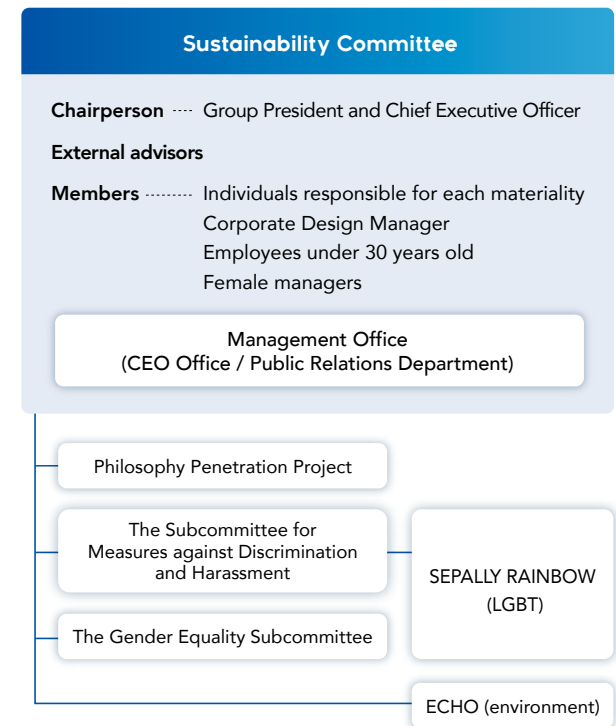 Sustainability Committee
Chairperson ···· Group President and Chief Executive Officer
External advisors
Members ········· Individuals responsible for each materiality
Corporate Design Manager
Employees under 30 years old
Female managers
Management Office
(CEO Office / Public Relations Department)
Philosophy Penetration Project
The Subcommittee for
Measures against Discrimination
and Harassment
SEPALLY RAINBOW
(LGBT)
The Gender Equality Subcommittee
ECHO (environment)